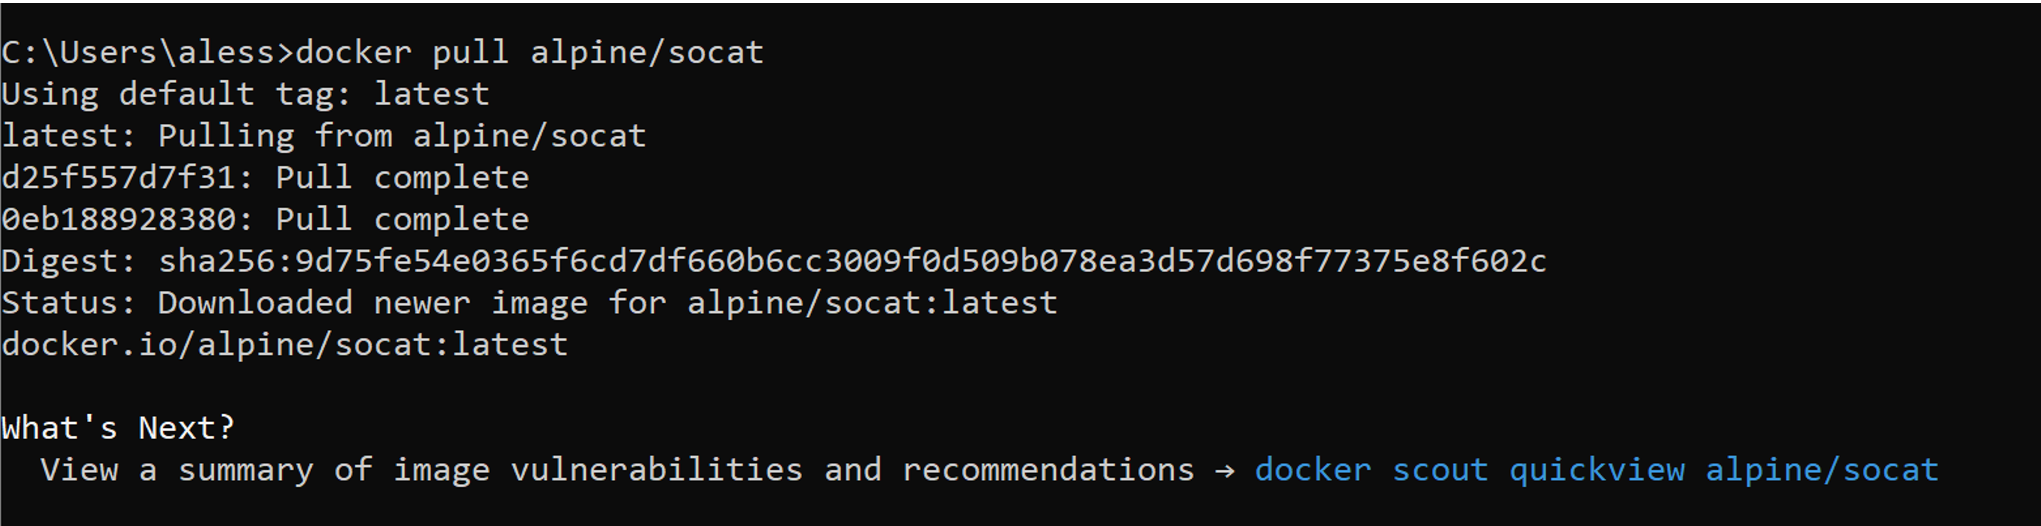 C:\Users\aless>docker pull alpine/socat
Using default tag: latest
latest: Pulling from alpine/socat
d25f557d7f31: Pull complete
0eb188928380: Pull complete
Digest: sha256:9d75fe54e0365f6cd7df660b6cc3009f0d509b078ea3d57d698f77375e8f602c
Status: Downloaded newer image for alpine/socat:latest
docker.io/alpine/socat:latest
What's Next?
View a summary of image vulnerabilities and recommendations → docker scout quickview alpine/socat